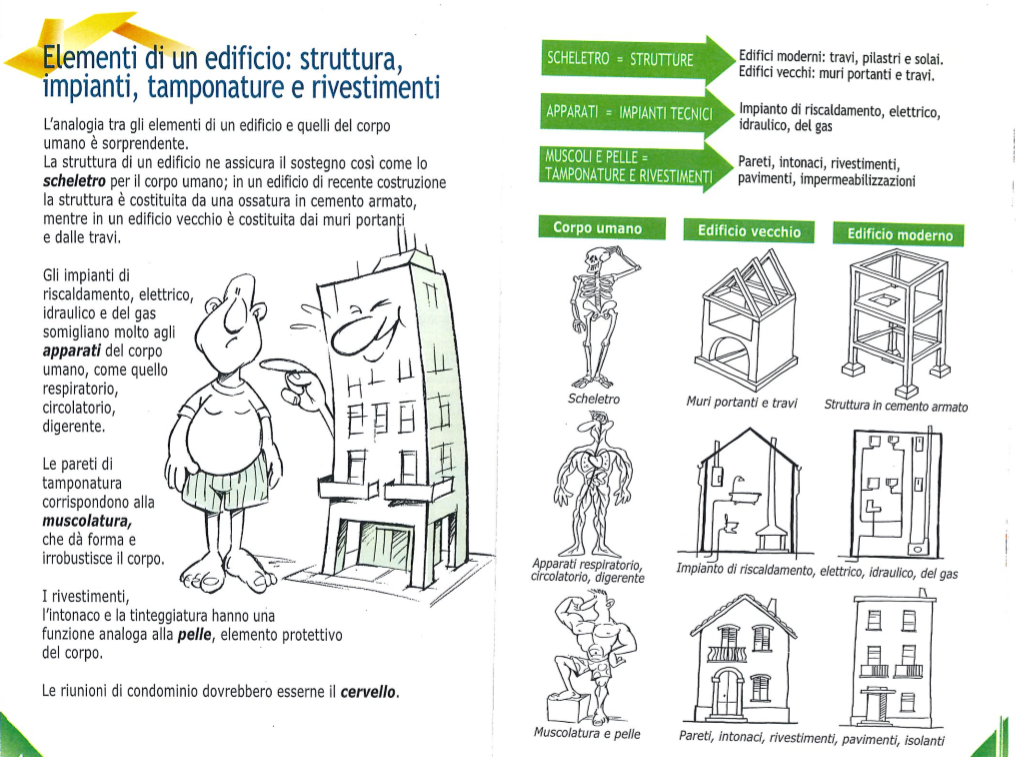 Elementi di un edificio: struttura,
impianti, tamponature e rivestimenti
L'analogia tra gli elementi di un edificio e quelli del corpo
umano è sorprendente.
La struttura di un edificio ne assicura il sostegno così come lo
scheletro per il corpo umano; in un edificio di recente costruzione
la struttura è costituita da una ossatura in cemento armato,
mentre in un edificio vecchio è costituita dai muri portanti
e dalle travi.
Gli impianti di
riscaldamento, elettrico,
idraulico e del gas
somigliano molto agli
apparati del corpo
umano, come quello
respiratorio,
circolatorio,
digerente.
Le pareti di
tamponatura
corrispondono alla
muscolatura,
che dà forma e
irrobustisce il corpo.
I rivestimenti,
l'intonaco e la tinteggiatura hanno una
funzione analoga alla pelle, elemento protettivo
del corpo.
Le riunioni di condominio dovrebbero esserne il cervello.
SCHELETRO = STRUTTURE
Edifici moderni: travi, pilastri e solai.
Edifici vecchi: muri portanti e travi.
APPARATI = IMPIANTI TECNICI
Impianto di riscaldamento, elettrico,
idraulico, del gas
MUSCOLI E PELLE =
TAMPONATURE E RIVESTIMENTI
Pareti, intonaci, rivestimenti,
pavimenti, impermeabilizzazioni
Corpo umano
Edificio vecchio
Edificio moderno
Scheletro
Muri portanti e travi
Struttura in cemento armato
Apparati respiratorio,
circolatorio, digerente
Impianto di riscaldamento, elettrico, idraulico, del gas
Muscolatura e pelle
Pareti, intonaci, rivestimenti, pavimenti, isolanti